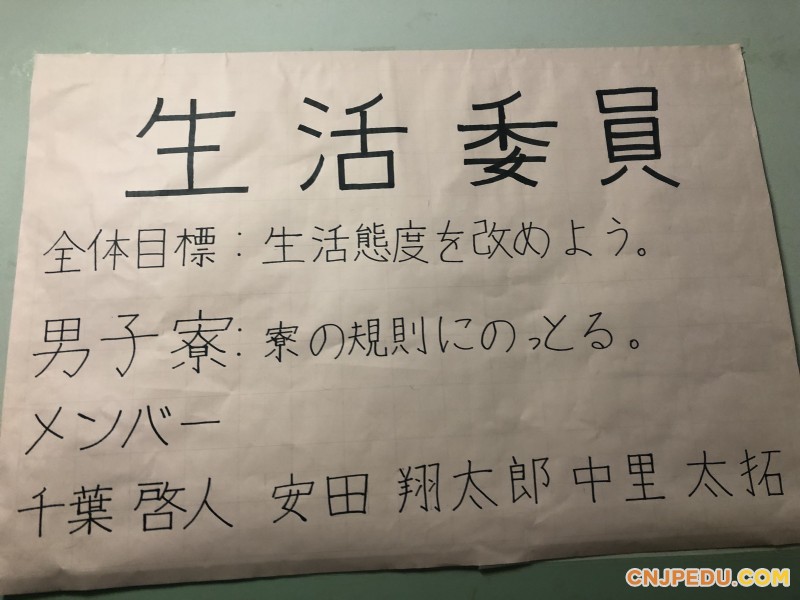 生活委員
全体目標：生活態度を改めよう。
男子寮：寮の規則にのっとる。
メンバー
千葉 啓人 安田 翔太郎 中里 太拓
CNJPEDU.COM